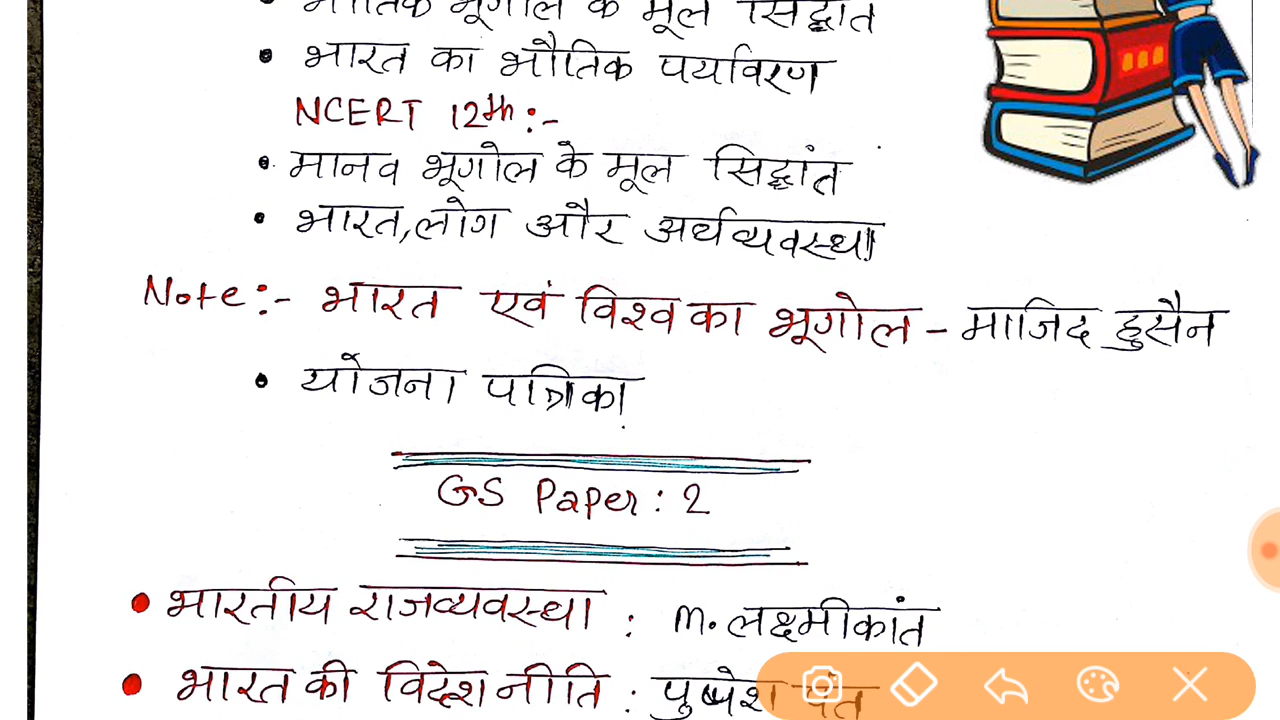 भौतिक भूगोल के मूल सिद्धांत
भारत का भौतिक पर्यावरण
NCERT 12th:-
मानव भूगोल के मूल सिद्धांत
भारत,लोग और अर्थव्यवस्था
Note:- भारत एवं विश्व का भूगोल - माजिद हुसैन
योजना पत्रिका
GS Paper: 2
भारतीय राजव्यवस्था : M. लक्ष्मीकांत
भारत की विदेश नीति : पुष्पेश पंत